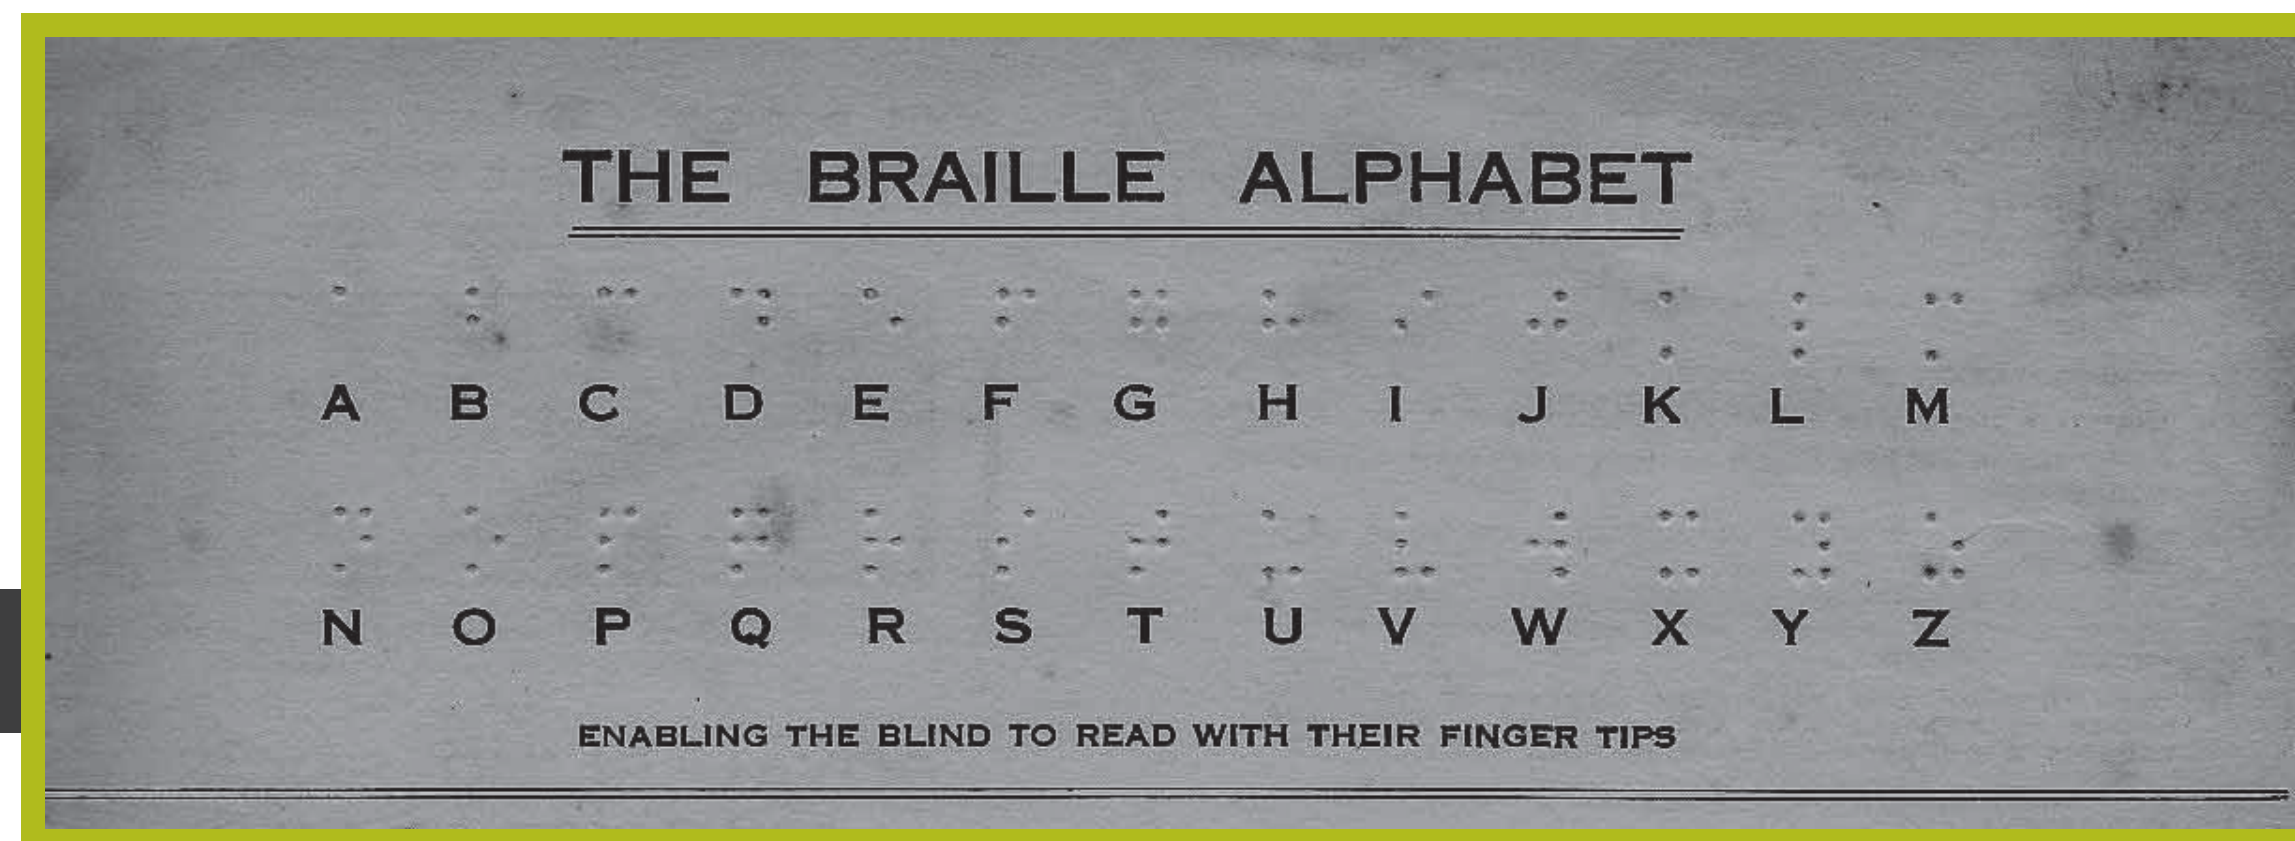 THE BRAILLE ALPHABET
⠁ ⠃ ⠉ ⠙ ⠑ ⠋ ⠛ ⠓ ⠊ ⠚ ⠅ ⠇ ⠍
A B C D E F G H I J K L M
⠝ ⠕ ⠏ ⠟ ⠗ ⠎ ⠞ ⠥ ⠧ ⠺ ⠭ ⠽ ⠵
N O P Q R S T U V W X Y Z
ENABLING THE BLIND TO READ WITH THEIR FINGER TIPS